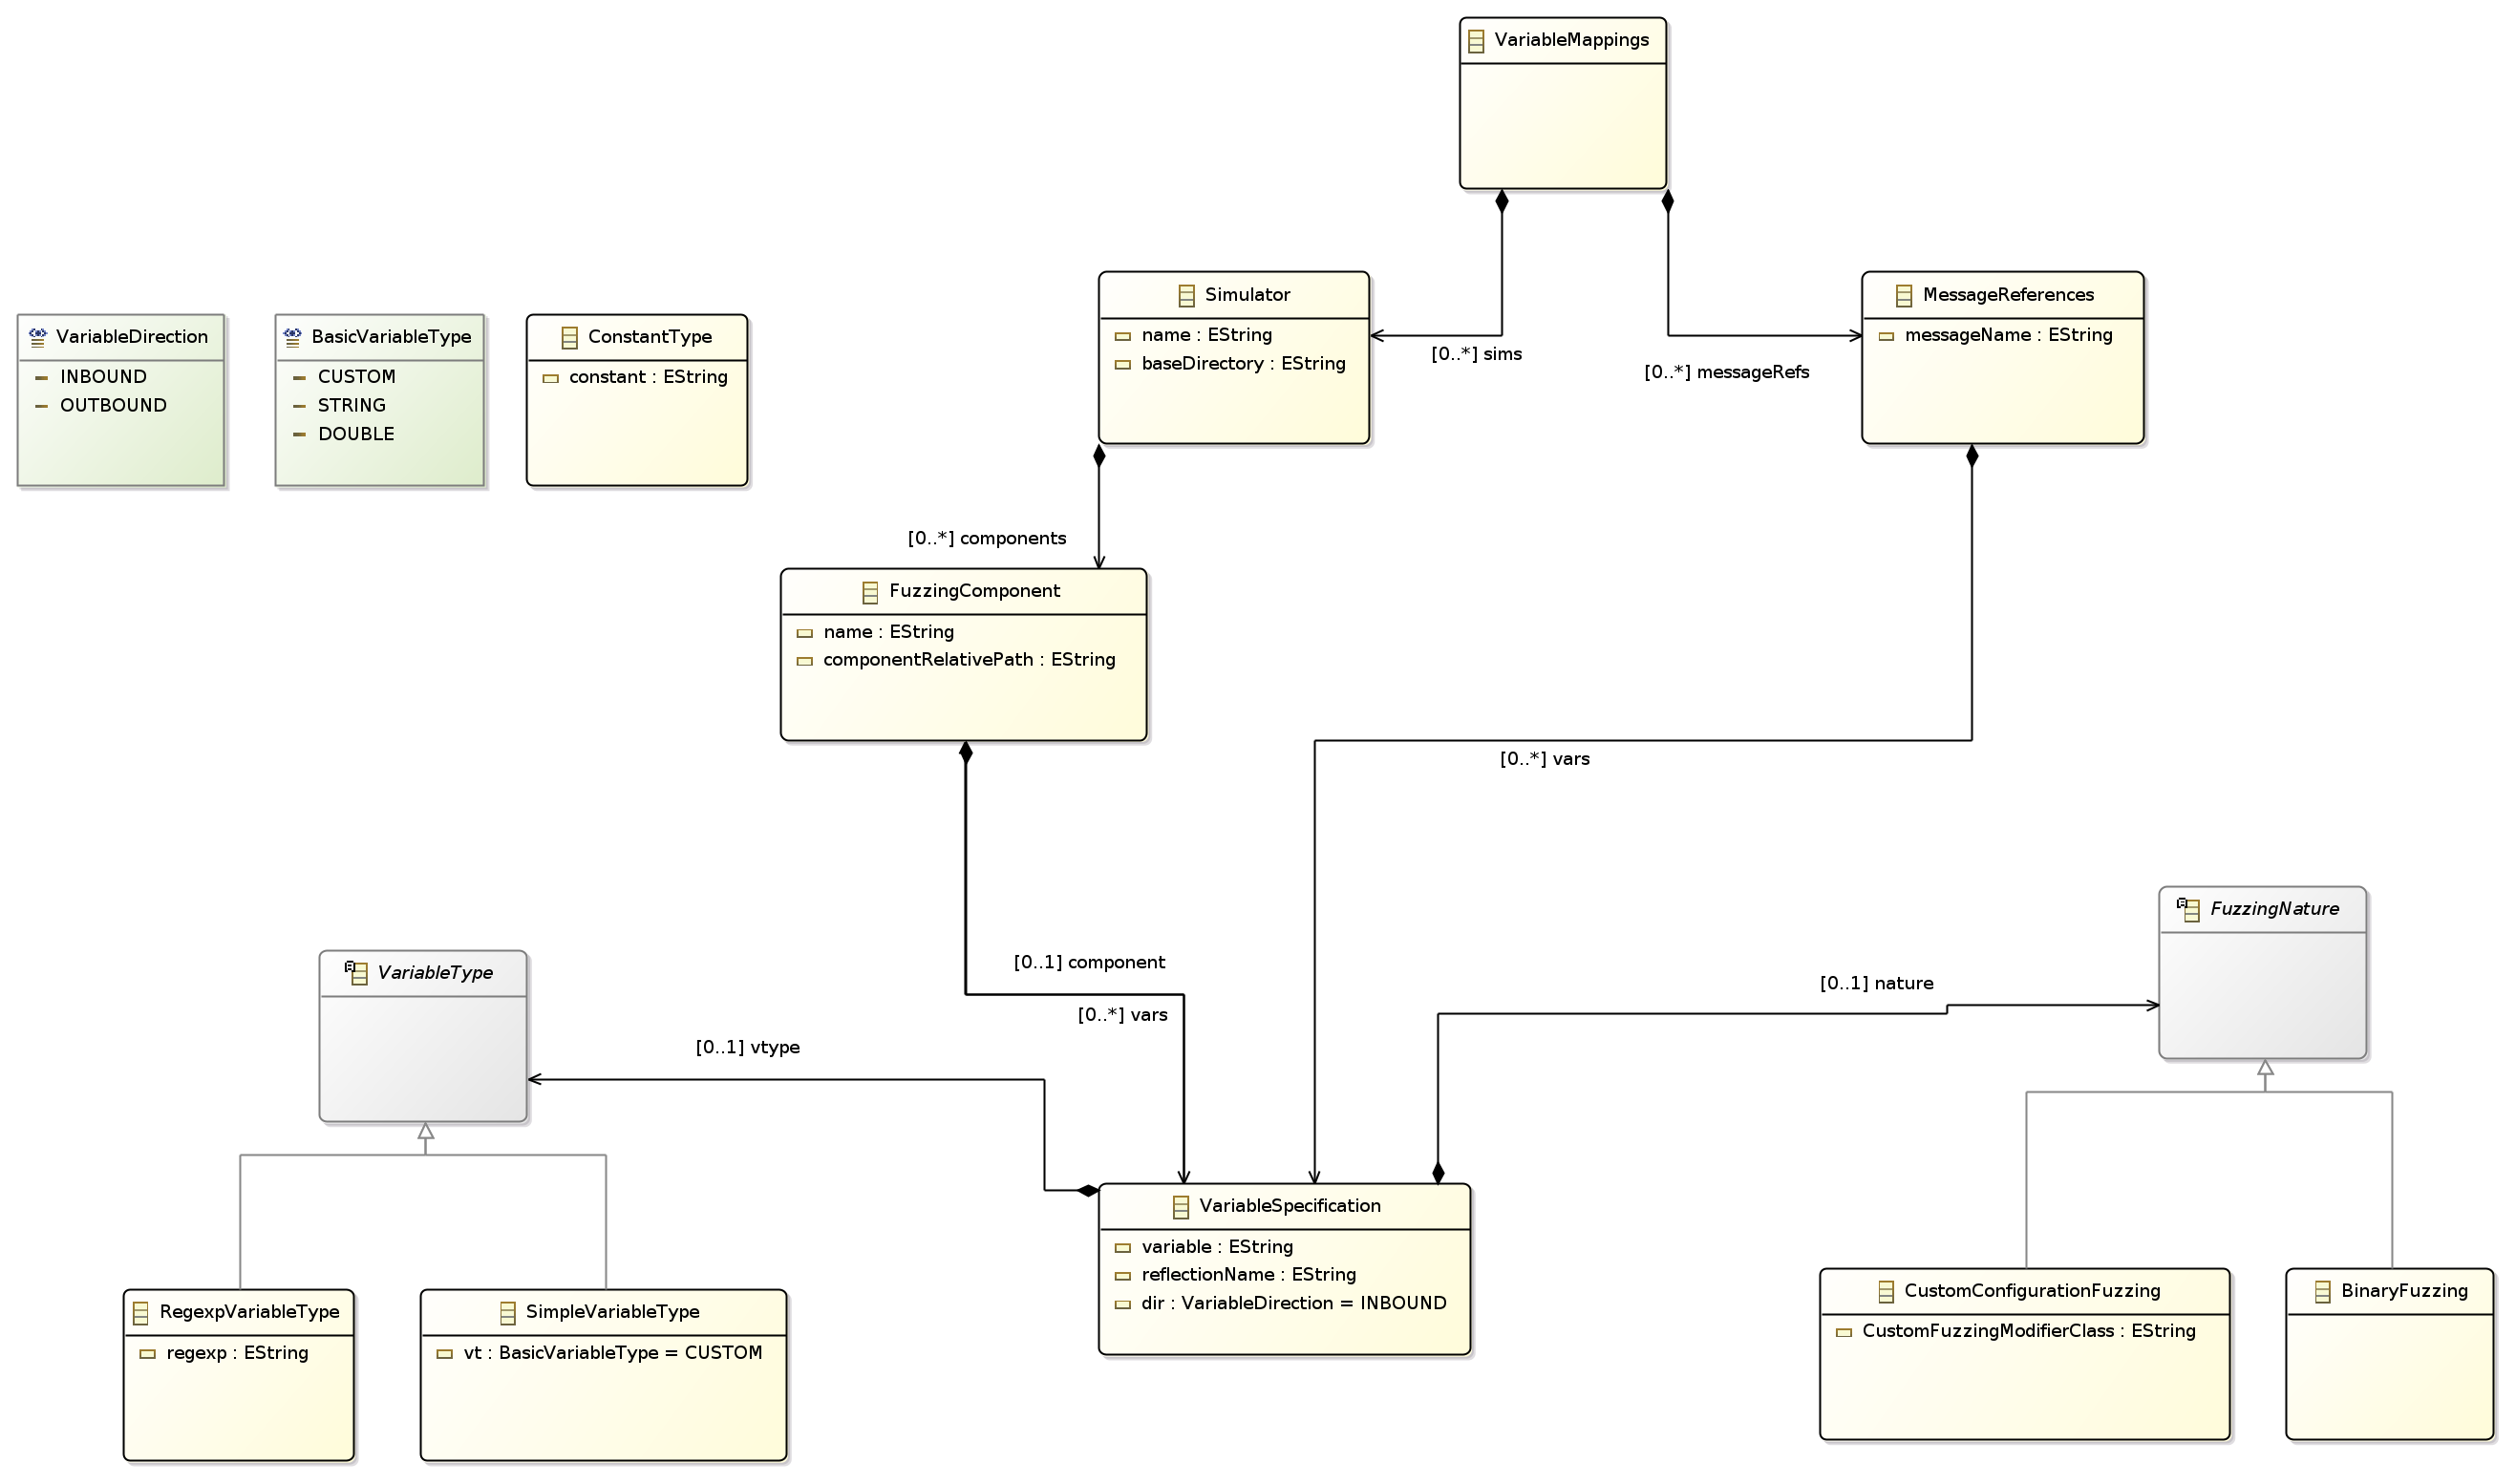 VariableMappings
[0..*] sims
[0..*] messageRefs
Simulator
name : EString
baseDirectory : EString
MessageReferences
messageName : EString
VariableDirection
INBOUND
OUTBOUND
BasicVariableType
CUSTOM
STRING
DOUBLE
ConstantType
constant : EString
[0..*] components
FuzzingComponent
name : EString
componentRelativePath : EString
[0..*] vars
FuzzingNature
VariableType
[0..1] component
[0..*] vars
[0..1] nature
[0..1] vtype
VariableSpecification
variable : EString
reflectionName : EString
dir : VariableDirection = INBOUND
RegexpVariableType
regexp : EString
SimpleVariableType
vt : BasicVariableType = CUSTOM
CustomConfigurationFuzzing
CustomFuzzingModifierClass : EString
BinaryFuzzing